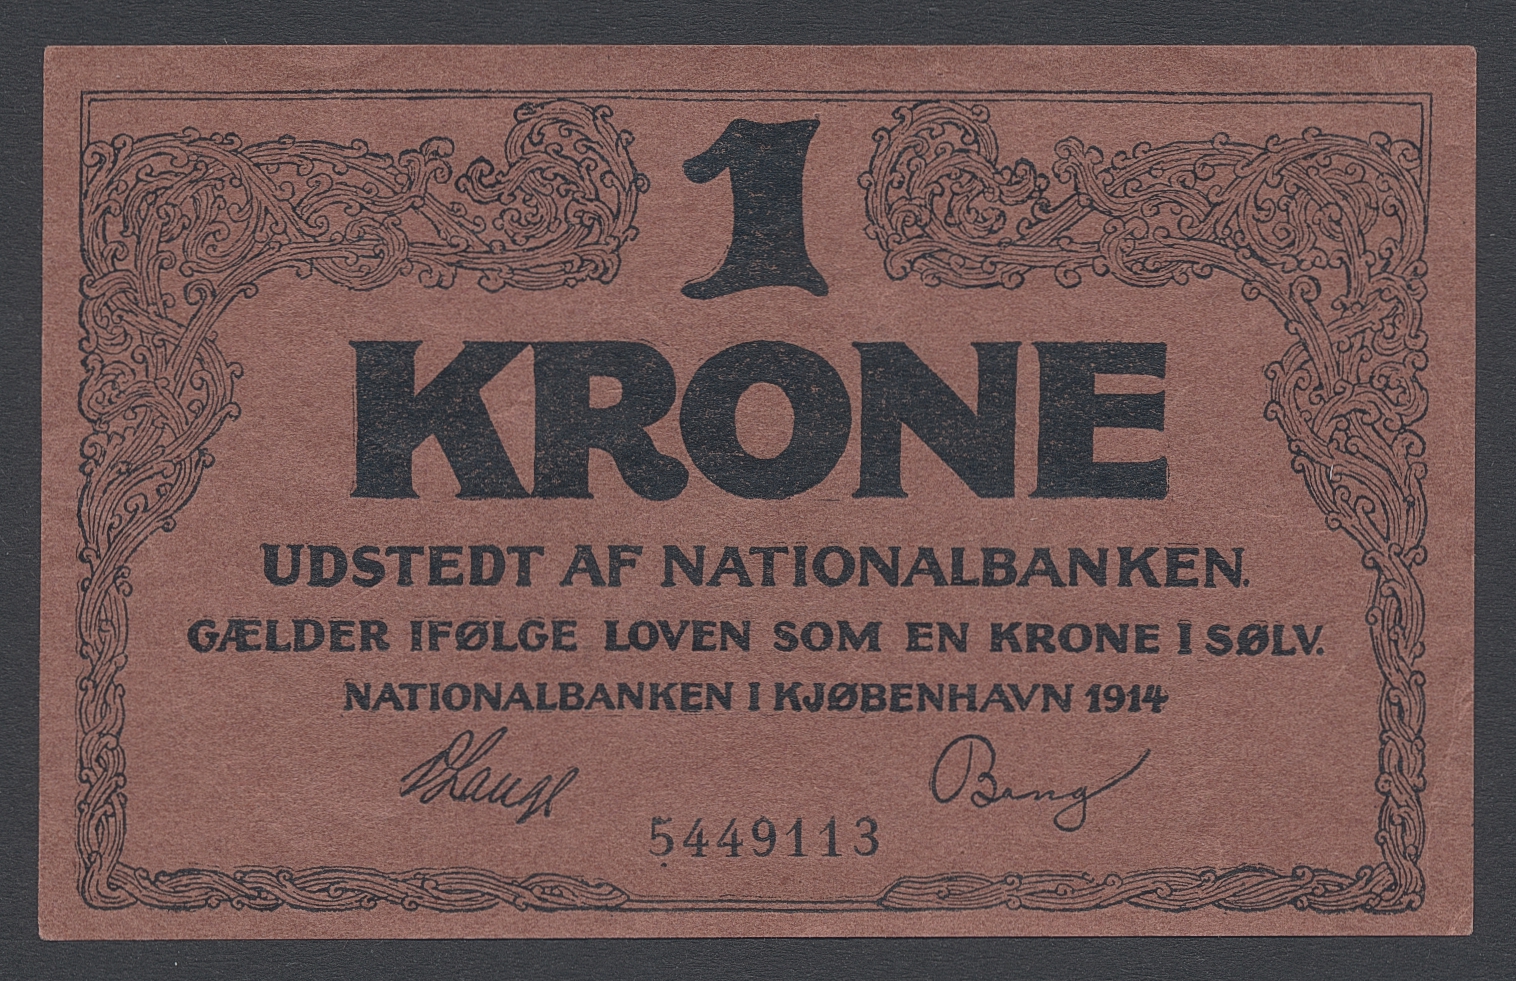 1
KRONE
UDSTEDT AF NATIONALBANKEN.
GÆLDER IFØLGE LOVEN SOM EN KRONE I SØLV.
NATIONALBANKEN I KJØBENHAVN 1914
Bang
5449113